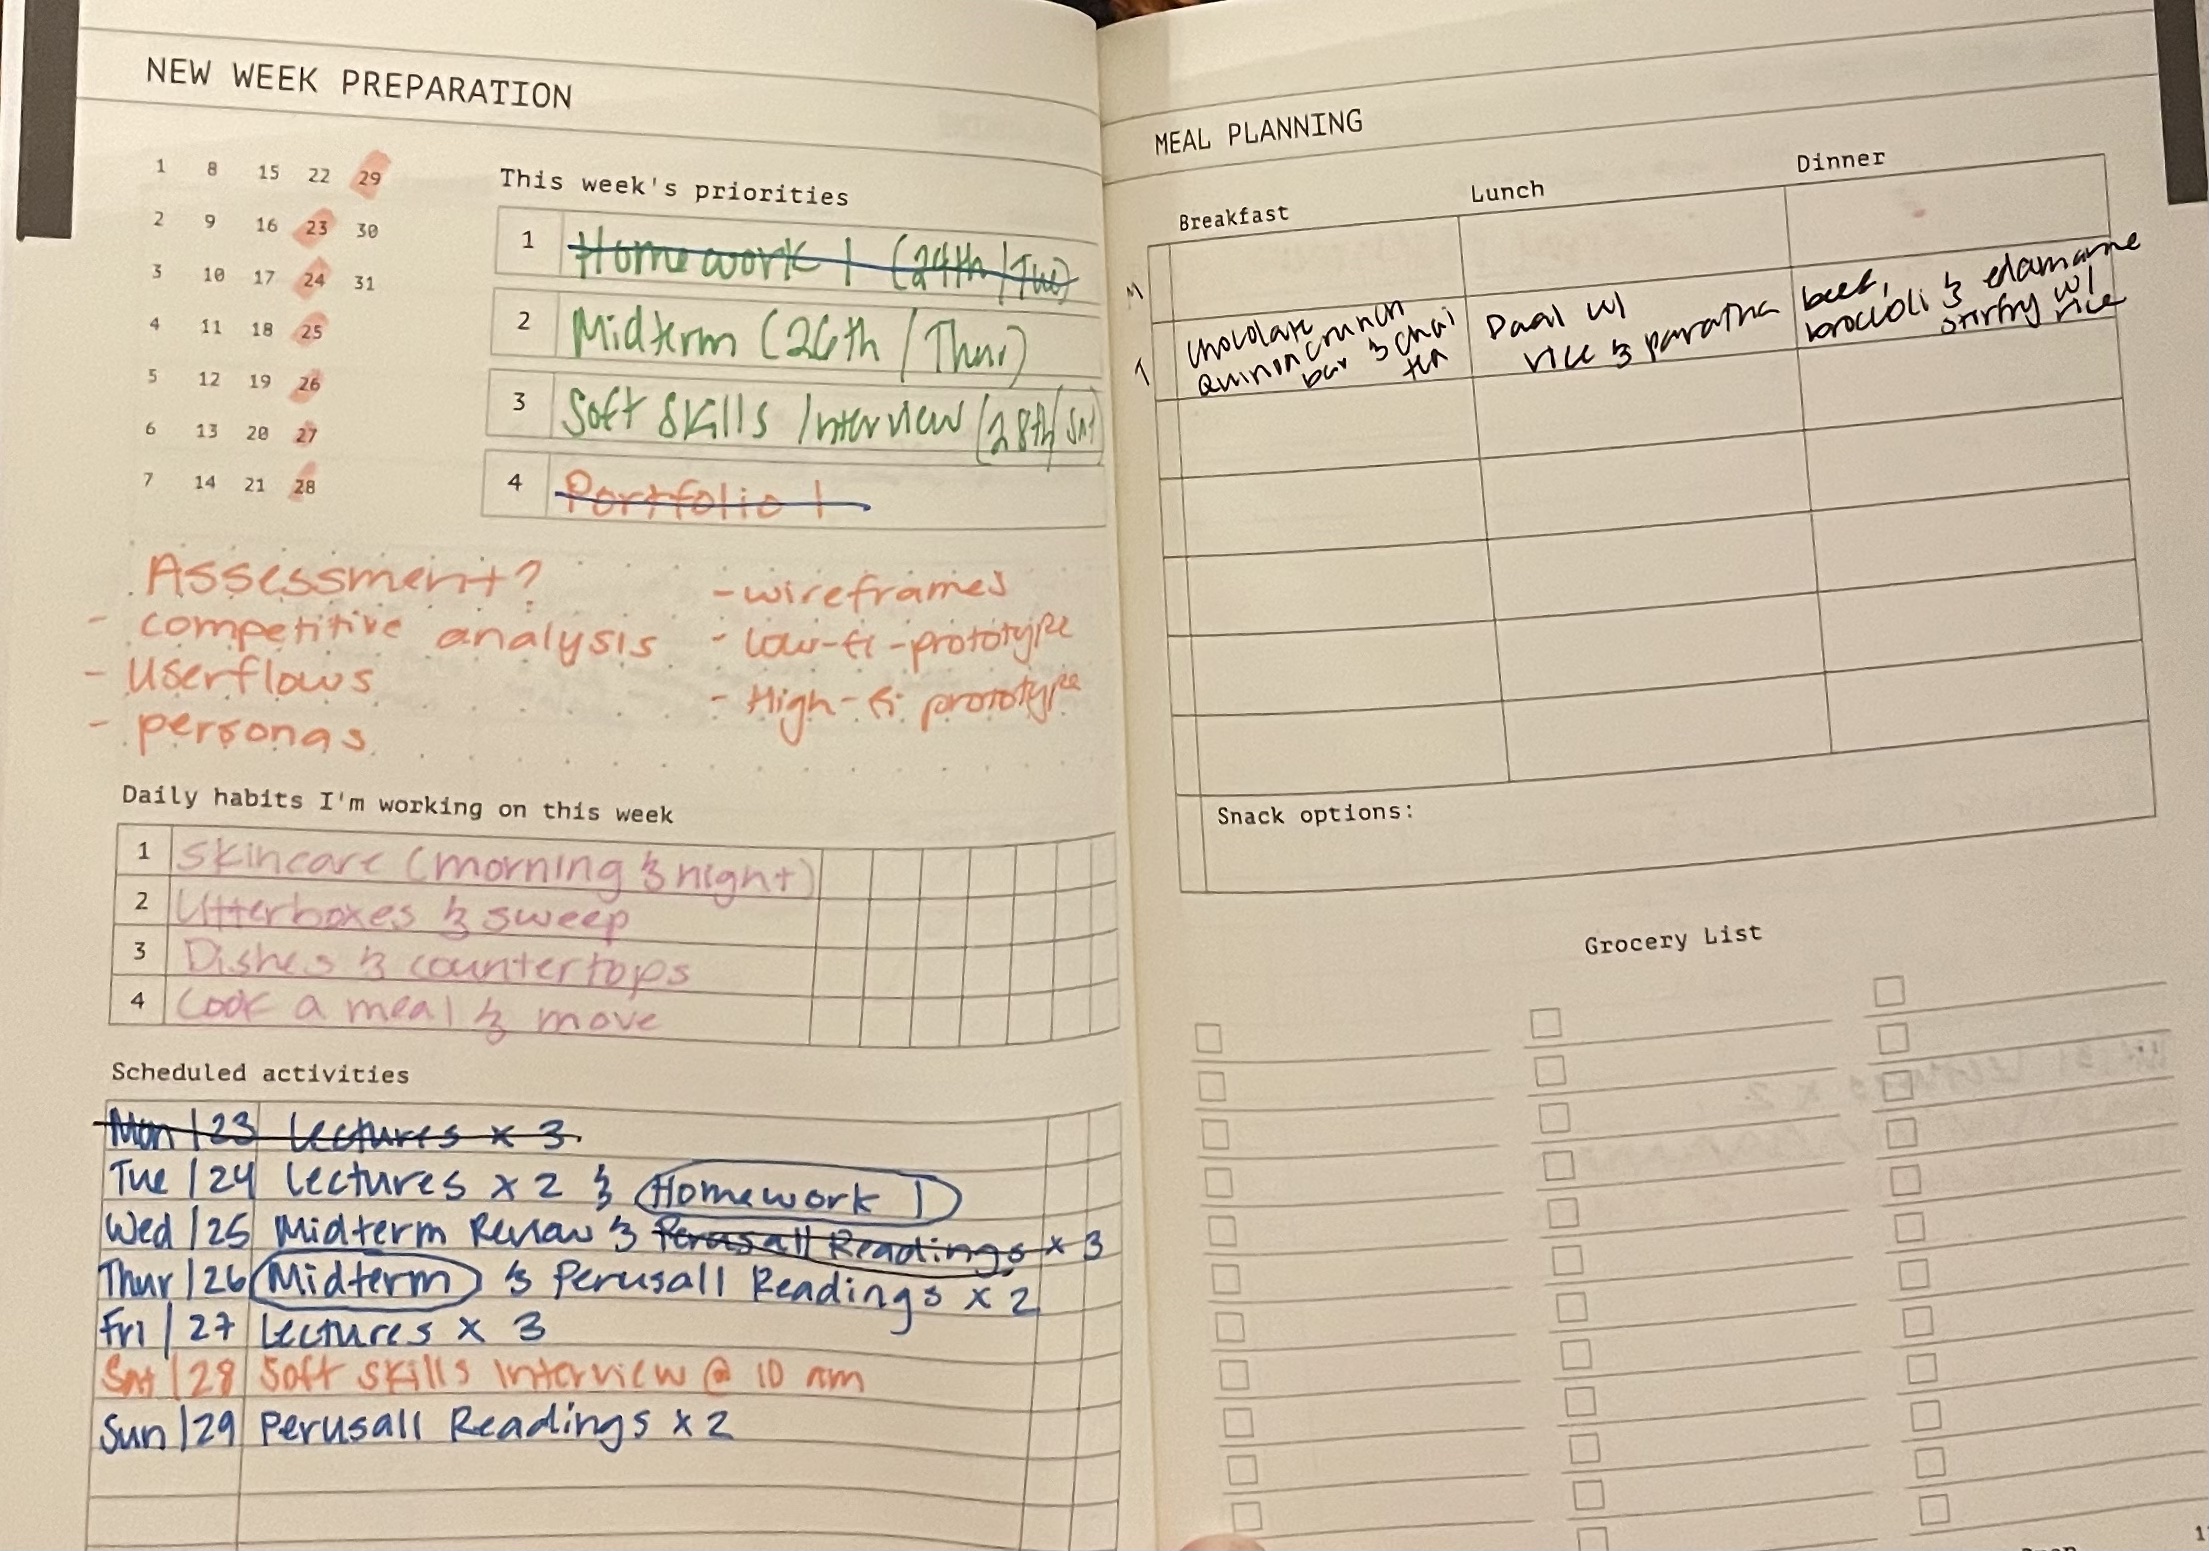 NEW WEEK PREPARATION
1 8 15 22 29
2 9 16 23 30
3 10 17 24 31
4 11 18 25
5 12 19 26
6 13 20 27
7 14 21 28
This week's priorities
1 Homework 1 (24th/Tue)
2 Midterm (26th/Thur)
3 Soft Skills Interview (28th/Sat)
4 Portfolio 1
Assessment?
- competitive analysis
- Userflows
- personas
- wireframes
- low-fi-prototype
- High-fi prototype
Daily habits I'm working on this week
1 Skincare (morning & night)
2 Litterboxes & sweep
3 Dishes & countertops
4 Cook a meal & move
Scheduled activities
Mon/23 Lectures x 3
Tue/24 Lectures x 2 & Homework 1
Wed/25 Midterm Review & Perusall Readings x 3
Thur/26 Midterm & Perusall Readings x 2
Fri/27 Lectures x 3
Sat/28 Soft Skills Interview @ 10 am
Sun/29 Perusall Readings x 2
MEAL PLANNING
Breakfast Lunch Dinner
M
T
chocolate
Quinoa crunch
bar & chai
tea
Daal w/
rice & paratha
beef,
broccoli & edamame
stirfry w/
rice
Snack options:
Grocery List